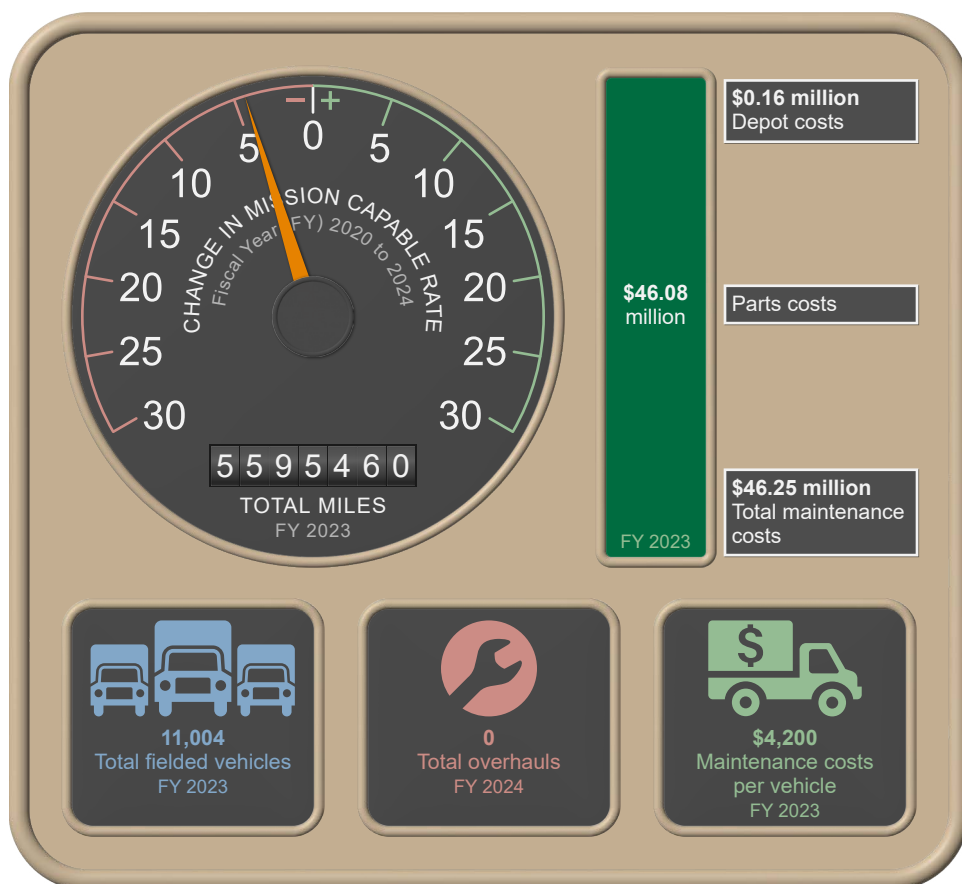 − +
0
5
5
10
10
15
15
20
20
25
25
30
30
CHANGE IN MISSION CAPABLE RATE
Fiscal Year (FY) 2020 to 2024
5595460
TOTAL MILES
FY 2023
$46.08
million
FY 2023
$0.16 million
Depot costs
Parts costs
$46.25 million
Total maintenance
costs
11,004
Total fielded vehicles
FY 2023
0
Total overhauls
FY 2024
$
$4,200
Maintenance costs
per vehicle
FY 2023